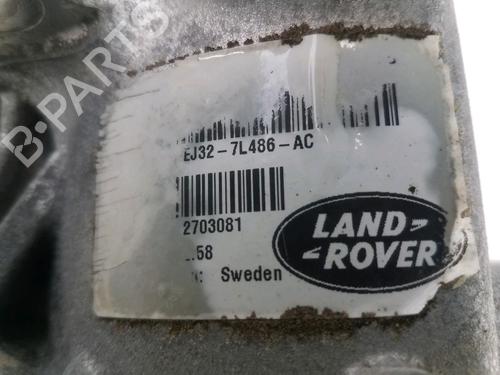 EJ32-7L486-AC
2703081
.58
: Sweden
LAND
ROVER
B-PARTS